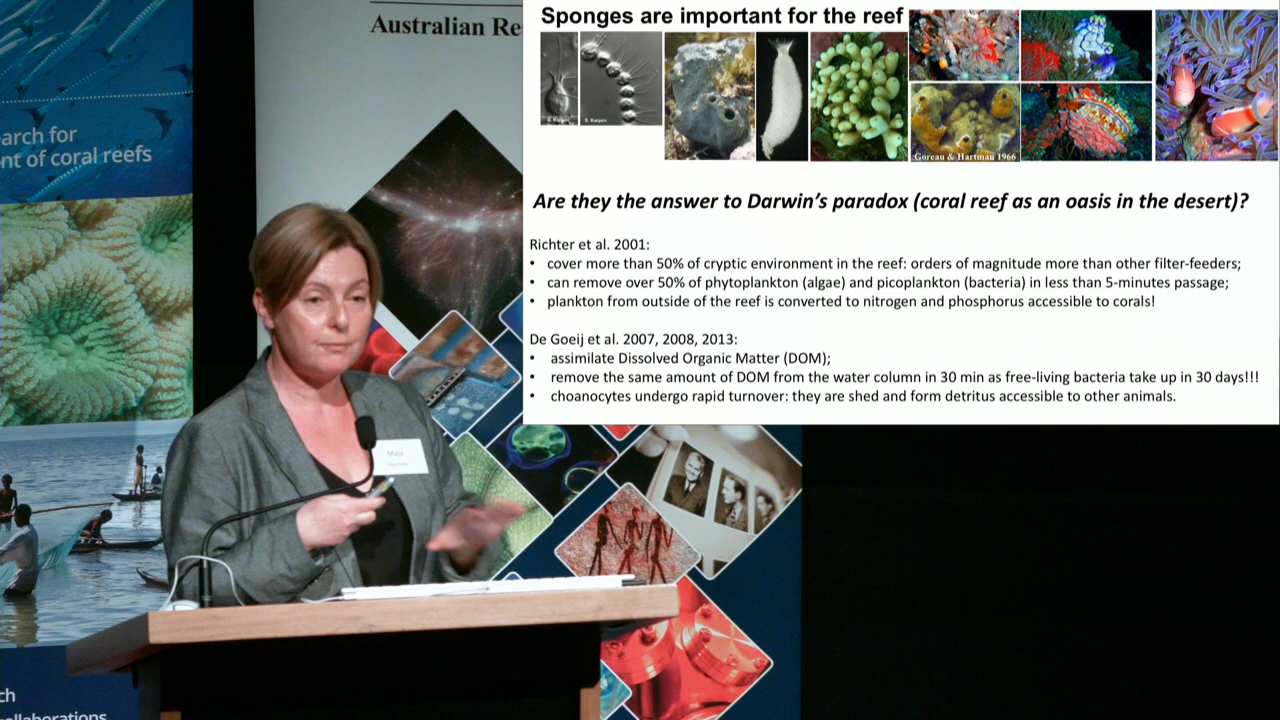 Australian Re
arch for
nt of coral reefs
Sponges are important for the reef
S. Karpov
Goreau & Hartman 1966
Are they the answer to Darwin's paradox (coral reef as an oasis in the desert)?
Richter et al. 2001:
• cover more than 50% of cryptic environment in the reef: orders of magnitude more than other filter-feeders;
• can remove over 50% of phytoplankton (algae) and picoplankton (bacteria) in less than 5-minutes passage;
• plankton from outside of the reef is converted to nitrogen and phosphorus accessible to corals!
De Goeij et al. 2007, 2008, 2013:
• assimilate Dissolved Organic Matter (DOM);
• remove the same amount of DOM from the water column in 30 min as free-living bacteria take up in 30 days!!!
• choanocytes undergo rapid turnover: they are shed and form detritus accessible to other animals.
Maja
ch
ollaborations